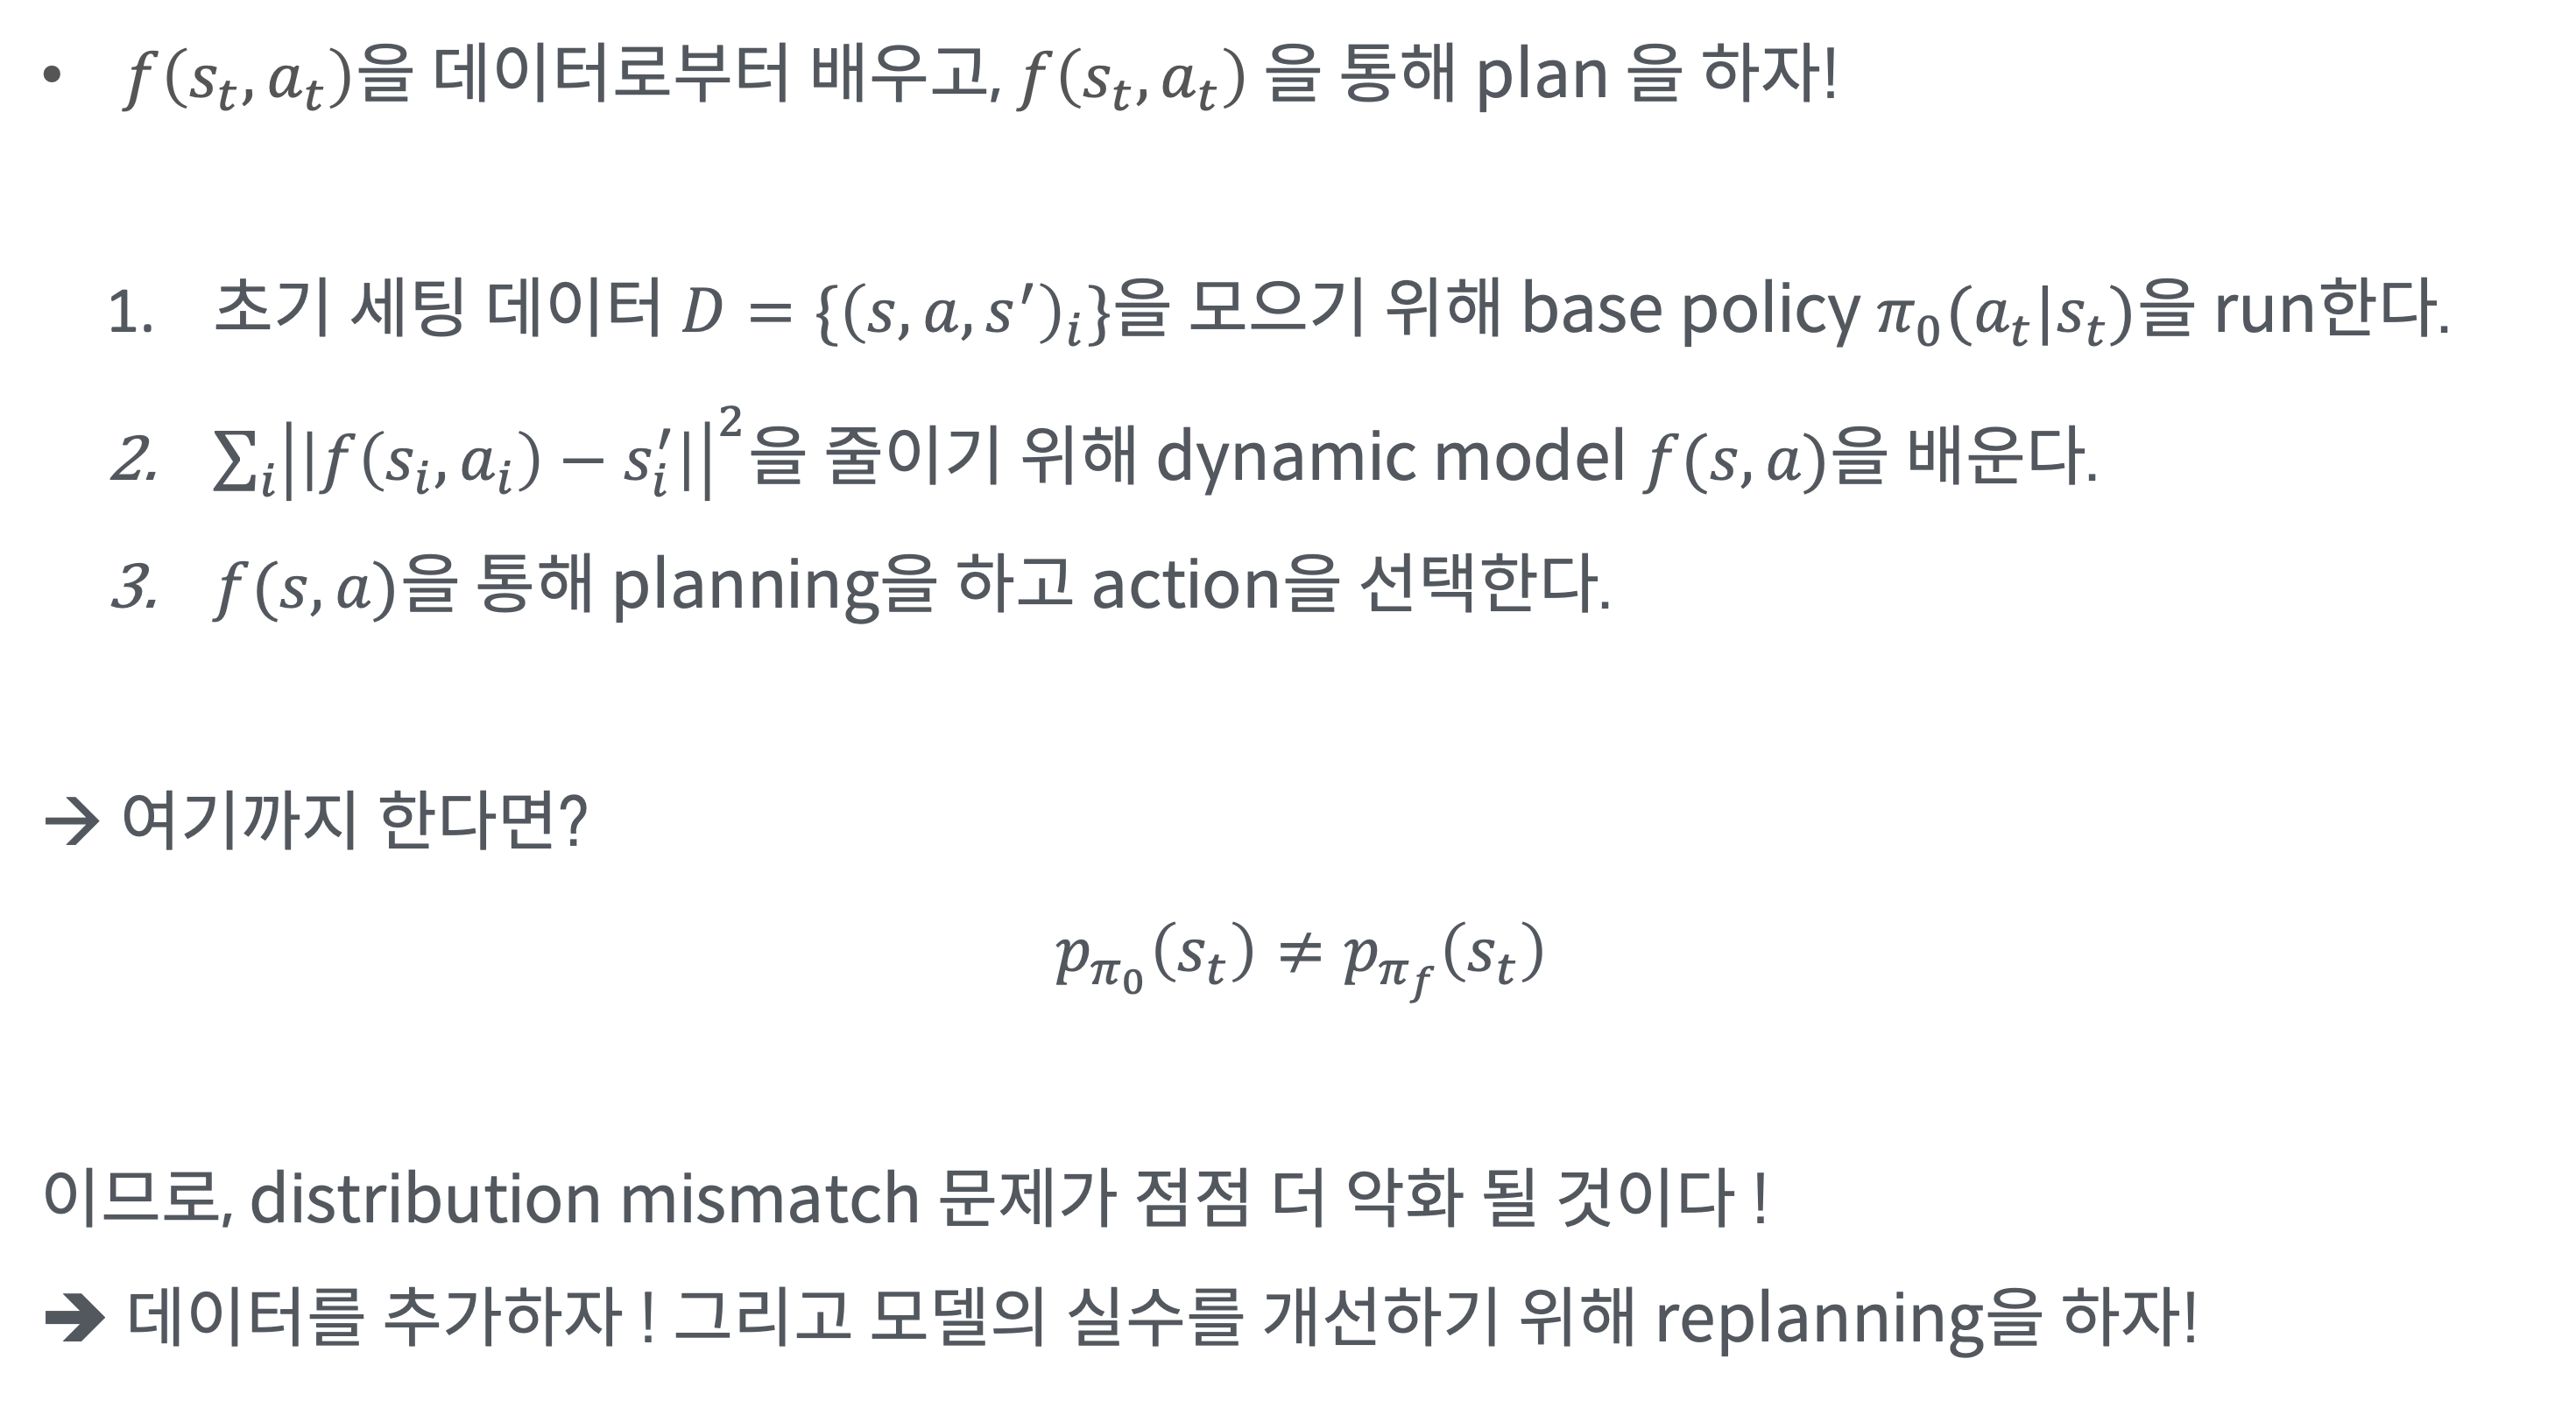 • f(s_t, a_t)을 데이터로부터 배우고, f(s_t, a_t) 을 통해 plan 을 하자!
1. 초기 세팅 데이터 D = {(s, a, s′)_i}을 모으기 위해 base policy π_0(a_t|s_t)을 run한다.
2. ∑_i||f(s_i, a_i) − s′_i||^2을 줄이기 위해 dynamic model f(s, a)을 배운다.
3. f(s, a)을 통해 planning을 하고 action을 선택한다.
→ 여기까지 한다면?
p_{π_0}(s_t) ≠ p_{π_f}(s_t)
이므로, distribution mismatch 문제가 점점 더 악화 될 것이다 !
➔ 데이터를 추가하자 ! 그리고 모델의 실수를 개선하기 위해 replanning을 하자!